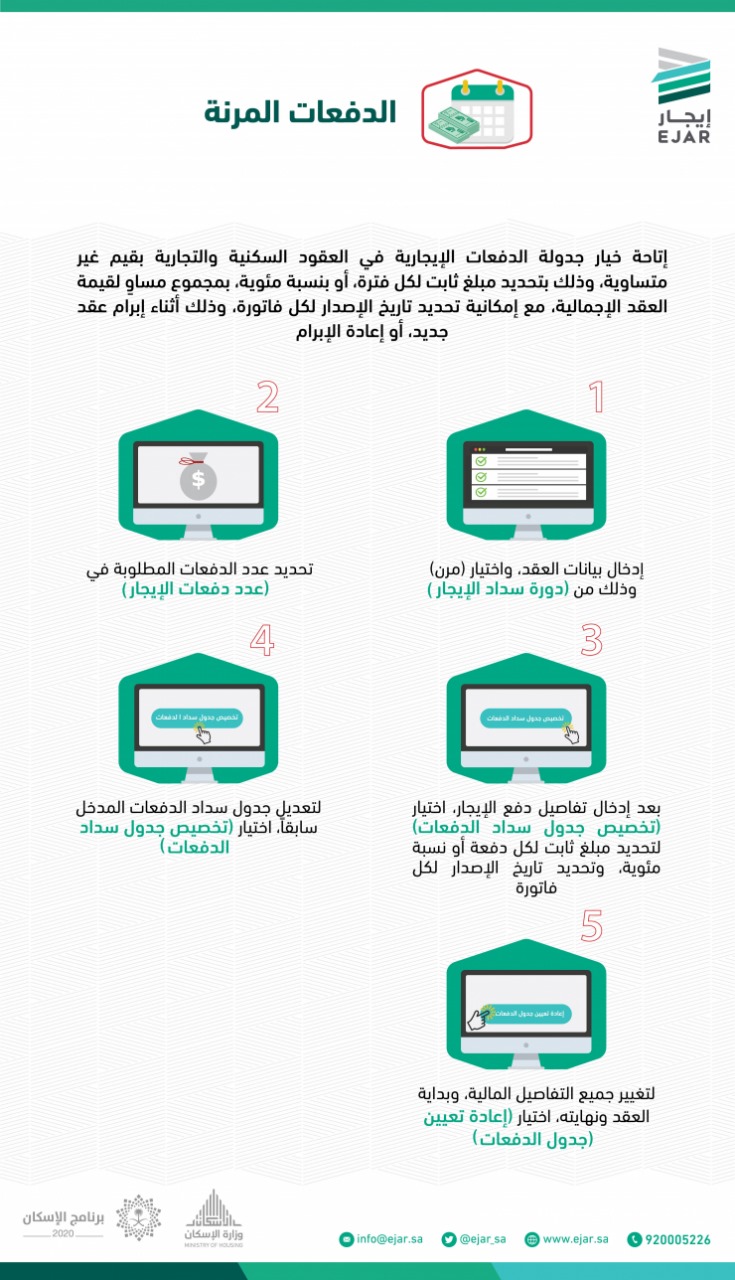 إيجار
EJAR
الدفعات المرنة
إتاحة خيار جدولة الدفعات الإيجارية في العقود السكنية والتجارية بقيم غير
متساوية، وذلك بتحديد مبلغ ثابت لكل فترة، أو بنسبة مئوية، بمجموع مساوٍ لقيمة
العقد الإجمالية، مع إمكانية تحديد تاريخ الإصدار لكل فاتورة، وذلك أثناء إبرام عقد
جديد، أو إعادة الإبرام
1
إدخال بيانات العقد، واختيار (مرن)
وذلك من (دورة سداد الإيجار)
2
$
تحديد عدد الدفعات المطلوبة في
(عدد دفعات الإيجار)
3
تخصيص جدول سداد الدفعات
بعد إدخال تفاصيل دفع الإيجار، اختيار
(تخصيص جدول سداد الدفعات)
لتحديد مبلغ ثابت لكل دفعة أو نسبة
مئوية، وتحديد تاريخ الإصدار لكل
فاتورة
4
تخصيص جدول سداد ا لدفعات
لتعديل جدول سداد الدفعات المدخل
سابقاً، اختيار (تخصيص جدول سداد
الدفعات)
5
إعادة تعيين جدول الدفعات
لتغيير جميع التفاصيل المالية، وبداية
العقد ونهايته، اختيار (إعادة تعيين
جدول الدفعات)
برنامج الإسكان
2020
الإسكان
وزارة الإسكان
MINISTRY OF HOUSING
info@ejar.sa
@ejar_sa
www.ejar.sa
920005226